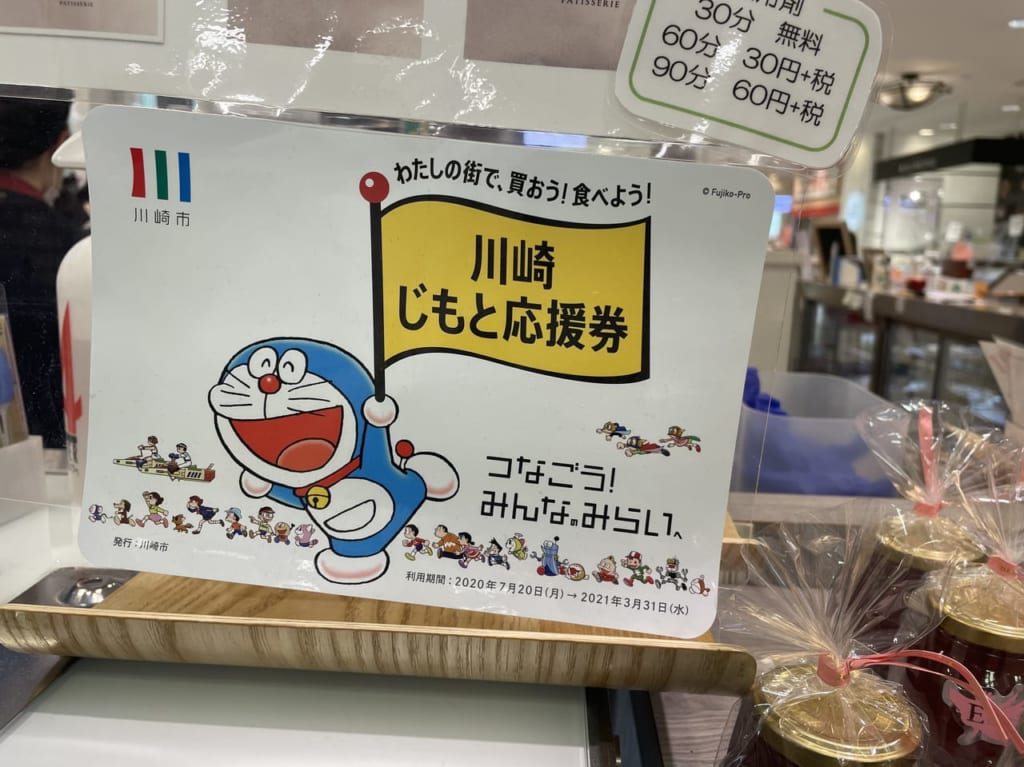 PATISSERIE
PATISSERIE
30分 無料
60分 30円+税
90分 60円+税
川崎市
わたしの街で、買おう！食べよう！
© Fujiko-Pro
川崎
じもと応援券
つなごう！
みんなのみらいへ
発行：川崎市
利用期間：2020年7月20日(月)→2021年3月31日(水)
E